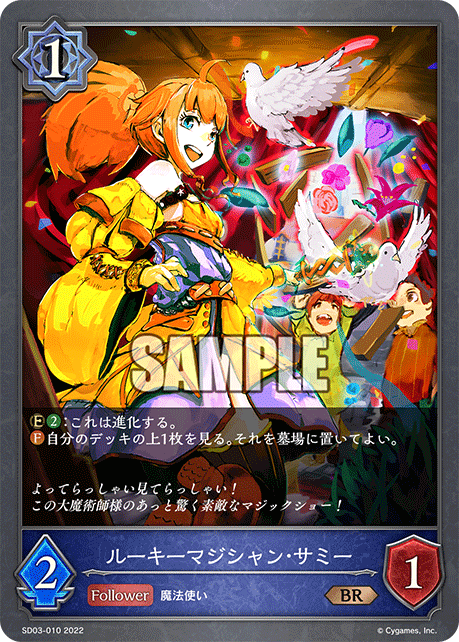 1
SAMPLE
E 2:これは進化する。
F 自分のデッキの上1枚を見る。それを墓場に置いてよい。
よってらっしゃい見てらっしゃい！
この大魔術師様のあっと驚く素敵なマジックショー！
ルーキーマジシャン・サミー
2
Follower 魔法使い
BR
1
SD03-010 2022
© Cygames, Inc.